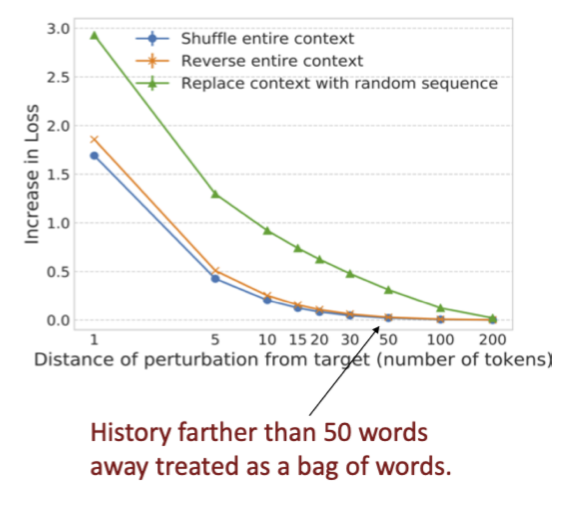 3.0
2.5
2.0
1.5
1.0
0.5
0.0
Increase in Loss
Shuffle entire context
Reverse entire context
Replace context with random sequence
1 5 10 15 20 30 50 100 200
Distance of perturbation from target (number of tokens)
History farther than 50 words
away treated as a bag of words.